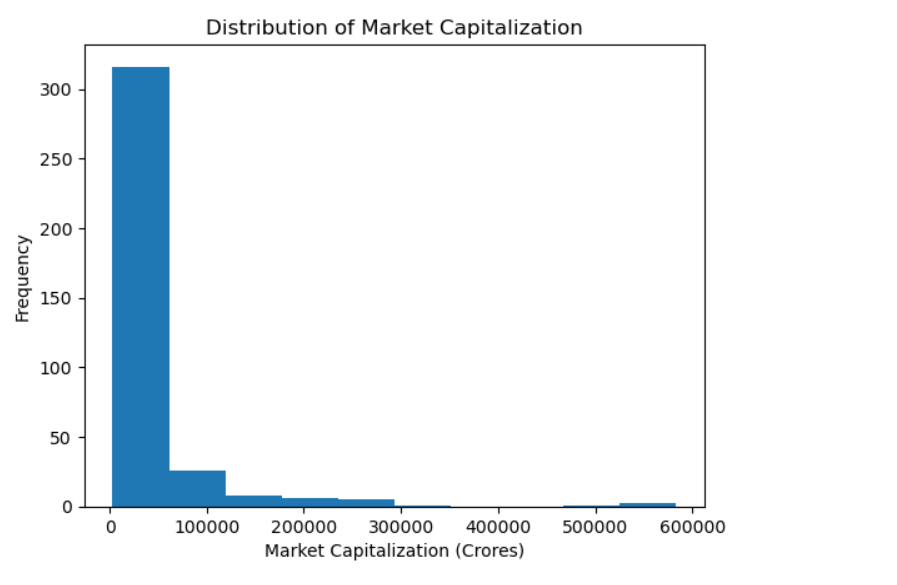 Distribution of Market Capitalization
300
250
200
150
100
50
0
Frequency
0 100000 200000 300000 400000 500000 600000
Market Capitalization (Crores)